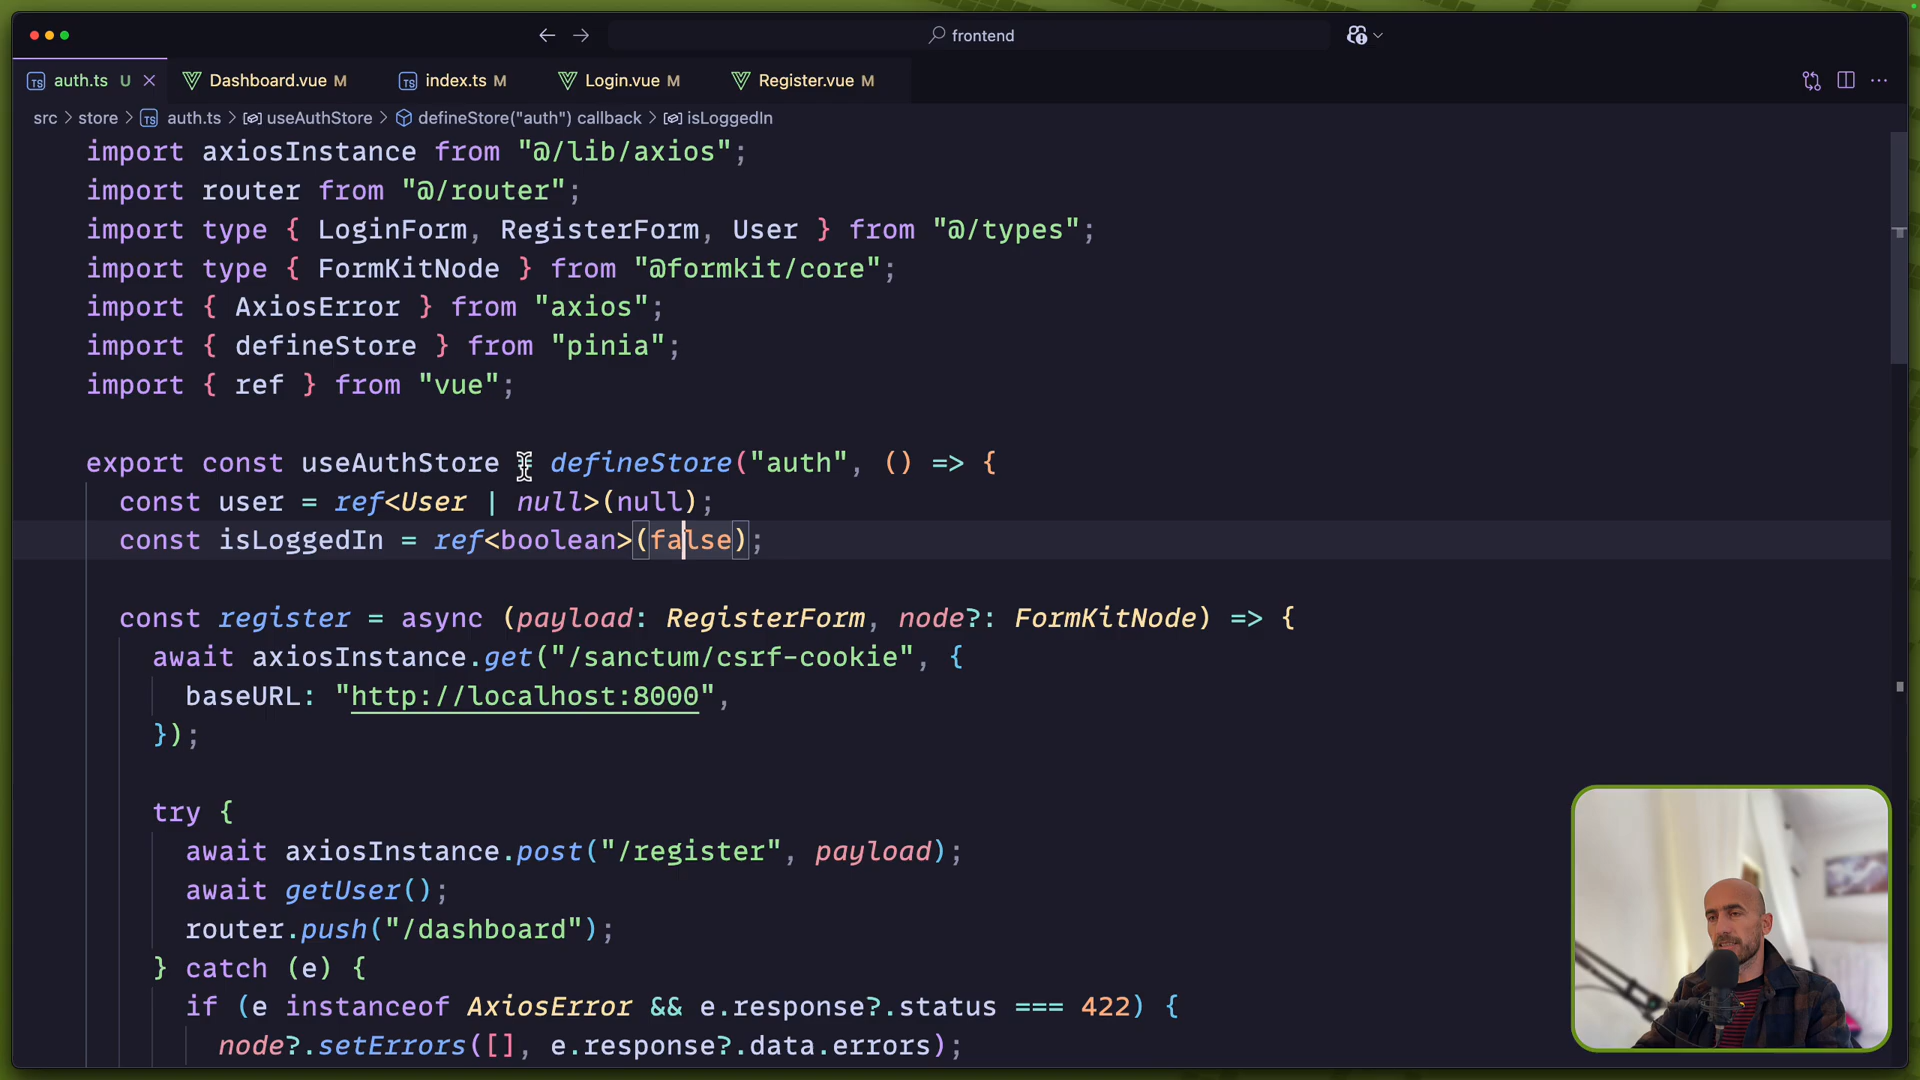 frontend
auth.ts U
Dashboard.vue M
index.ts M
Login.vue M
Register.vue M
src > store > TS auth.ts > useAuthStore > defineStore("auth") callback > isLoggedIn
import axiosInstance from "@/lib/axios";
import router from "@/router";
import type { LoginForm, RegisterForm, User } from "@/types";
import type { FormKitNode } from "@formkit/core";
import { AxiosError } from "axios";
import { defineStore } from "pinia";
import { ref } from "vue";
export const useAuthStore = defineStore("auth", () => {
const user = ref<User | null>(null);
const isLoggedIn = ref<boolean>(false);
const register = async (payload: RegisterForm, node?: FormKitNode) => {
await axiosInstance.get("/sanctum/csrf-cookie", {
baseURL: "http://localhost:8000",
});
try {
await axiosInstance.post("/register", payload);
await getUser();
router.push("/dashboard");
} catch (e) {
if (e instanceof AxiosError && e.response?.status === 422) {
node?.setErrors([], e.response?.data.errors);